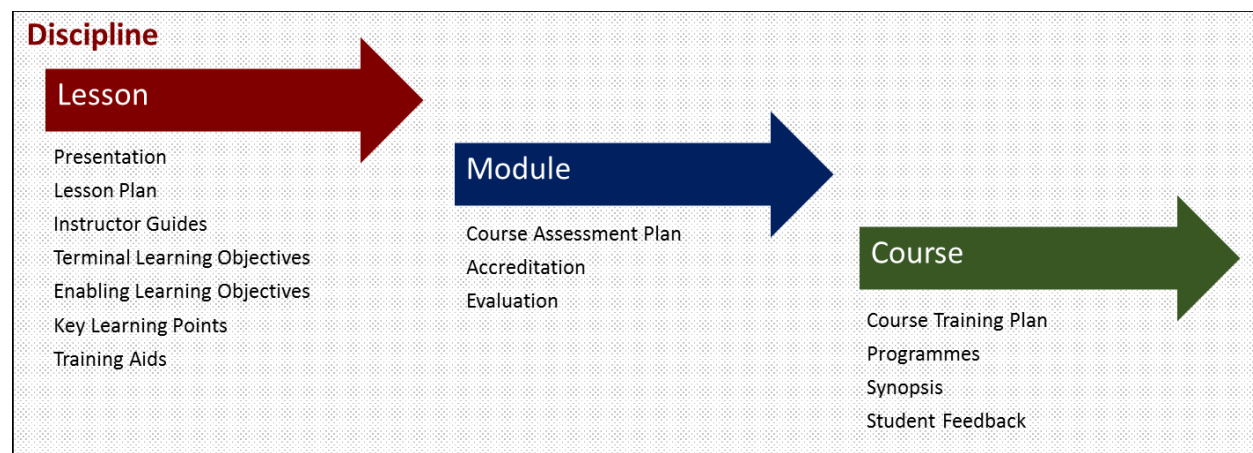 Discipline
Lesson
Presentation
Lesson Plan
Instructor Guides
Terminal Learning Objectives
Enabling Learning Objectives
Key Learning Points
Training Aids
Module
Course Assessment Plan
Accreditation
Evaluation
Course
Course Training Plan
Programmes
Synopsis
Student Feedback